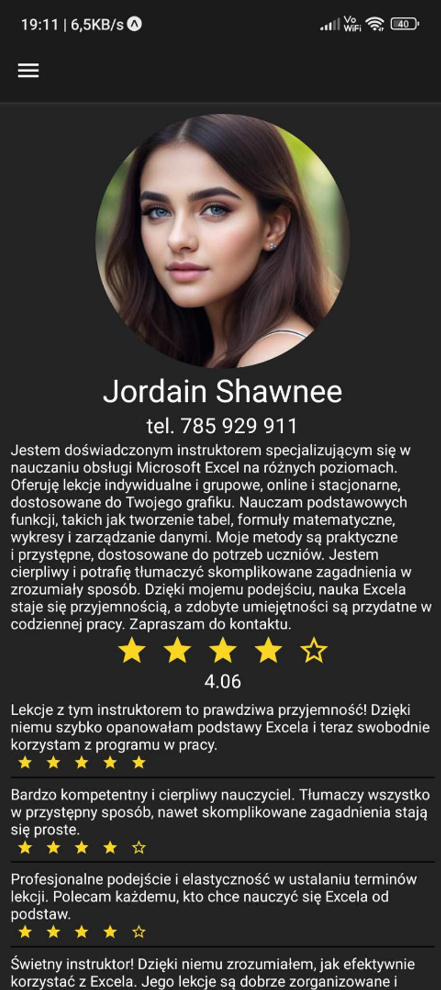 19:11 | 6,5KB/s
Vo
WiFi
40
Jordain Shawnee
tel. 785 929 911
Jestem doświadczonym instruktorem specjalizującym się w
nauczaniu obsługi Microsoft Excel na różnych poziomach.
Oferuję lekcje indywidualne i grupowe, online i stacjonarne,
dostosowane do Twojego grafiku. Nauczam podstawowych
funkcji, takich jak tworzenie tabel, formuły matematyczne,
wykresy i zarządzanie danymi. Moje metody są praktyczne
i przystępne, dostosowane do potrzeb uczniów. Jestem
cierpliwy i potrafię tłumaczyć skomplikowane zagadnienia w
zrozumiały sposób. Dzięki mojemu podejściu, nauka Excela
staje się przyjemnością, a zdobyte umiejętności są przydatne w
codziennej pracy. Zapraszam do kontaktu.
4.06
Lekcje z tym instruktorem to prawdziwa przyjemność! Dzięki
niemu szybko opanowałam podstawy Excela i teraz swobodnie
korzystam z programu w pracy.
Bardzo kompetentny i cierpliwy nauczyciel. Tłumaczy wszystko
w przystępny sposób, nawet skomplikowane zagadnienia stają
się proste.
Profesjonalne podejście i elastyczność w ustalaniu terminów
lekcji. Polecam każdemu, kto chce nauczyć się Excela od
podstaw.
Świetny instruktor! Dzięki niemu zrozumiałem, jak efektywnie
korzystać z Excela. Jego lekcje są dobrze zorganizowane i